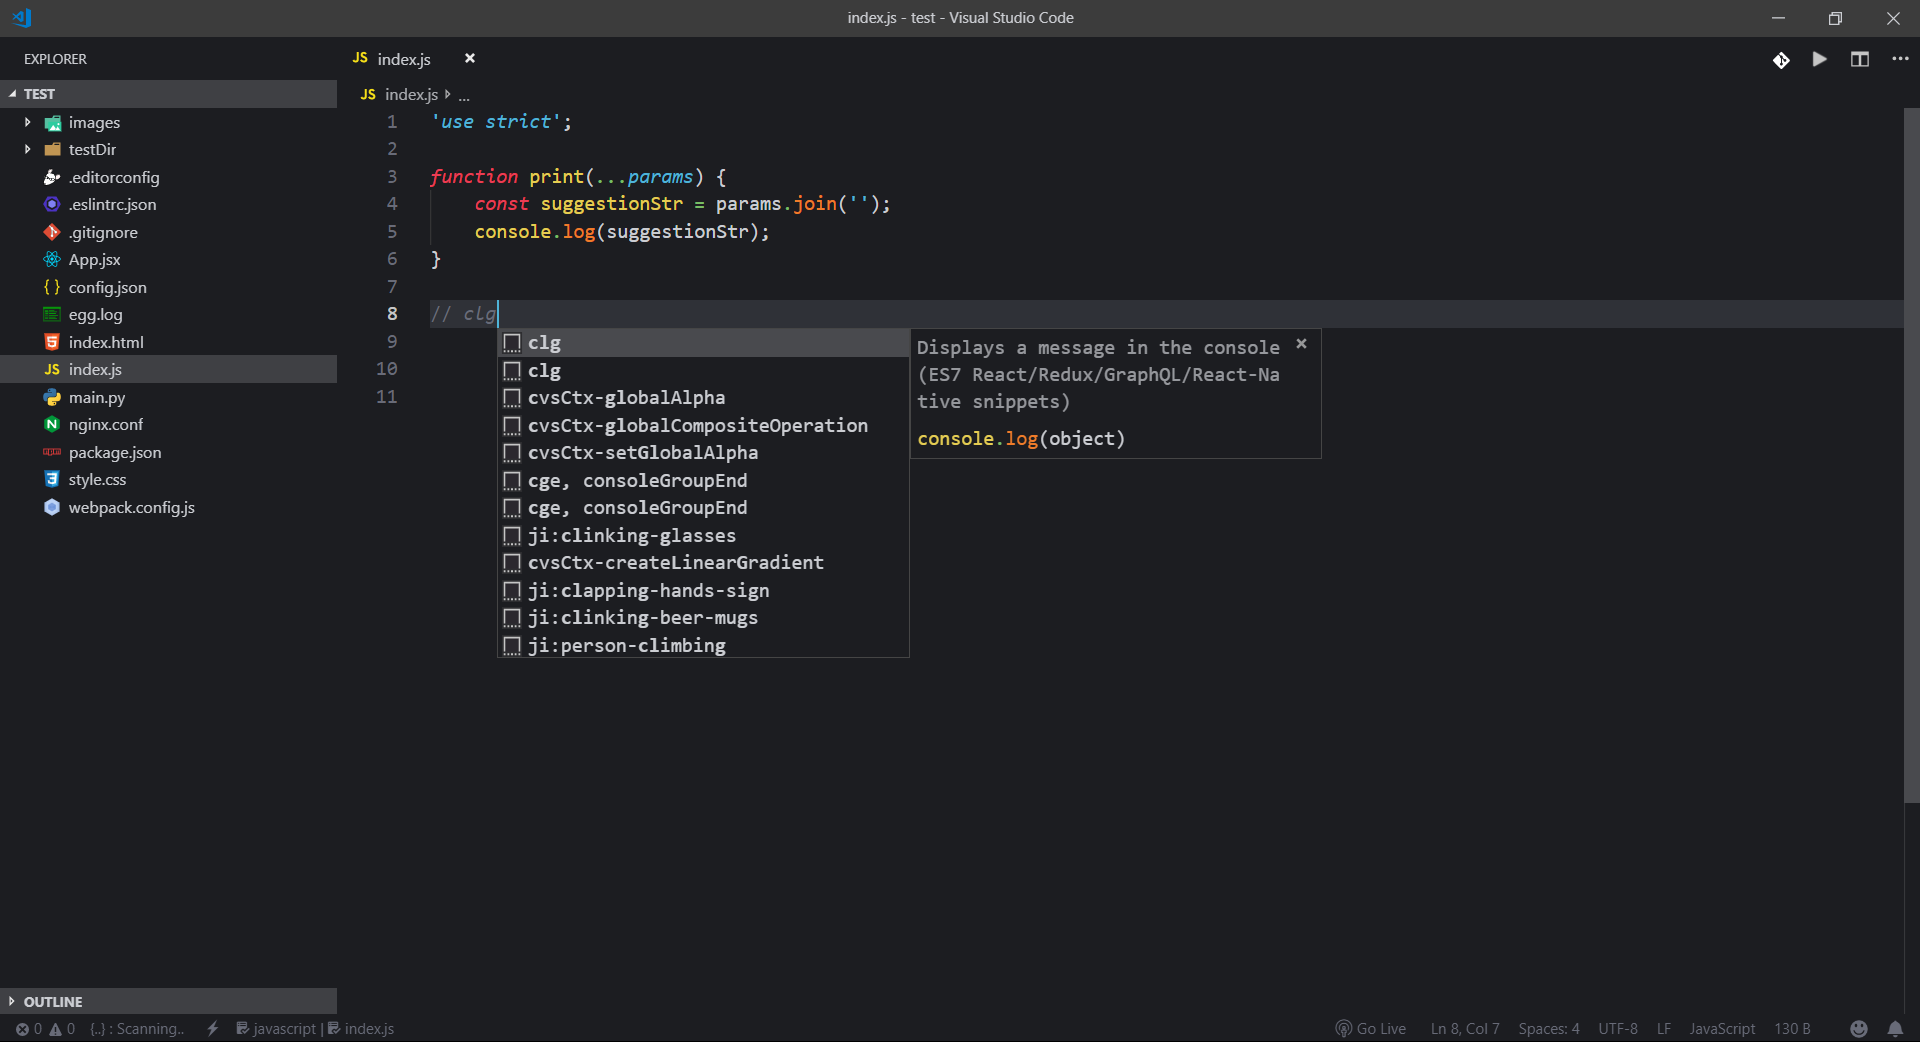 index.js - test - Visual Studio Code
EXPLORER
TEST
images
testDir
.editorconfig
.eslintrc.json
.gitignore
App.jsx
config.json
egg.log
index.html
JS index.js
main.py
nginx.conf
package.json
style.css
webpack.config.js
OUTLINE
JS index.js
JS index.js ...
1 'use strict';
2
3 function print(...params) {
4 const suggestionStr = params.join('');
5 console.log(suggestionStr);
6 }
7
8 // clg
9
10
11
clg
clg
cvsCtx-globalAlpha
cvsCtx-globalCompositeOperation
cvsCtx-setGlobalAlpha
cge, consoleGroupEnd
cge, consoleGroupEnd
ji:clinking-glasses
cvsCtx-createLinearGradient
ji:clapping-hands-sign
ji:clinking-beer-mugs
ji:person-climbing
Displays a message in the console
(ES7 React/Redux/GraphQL/React-Na
tive snippets)
console.log(object)
0 0 {..} : Scanning.. javascript | index.js Go Live Ln 8, Col 7 Spaces: 4 UTF-8 LF JavaScript 130 B